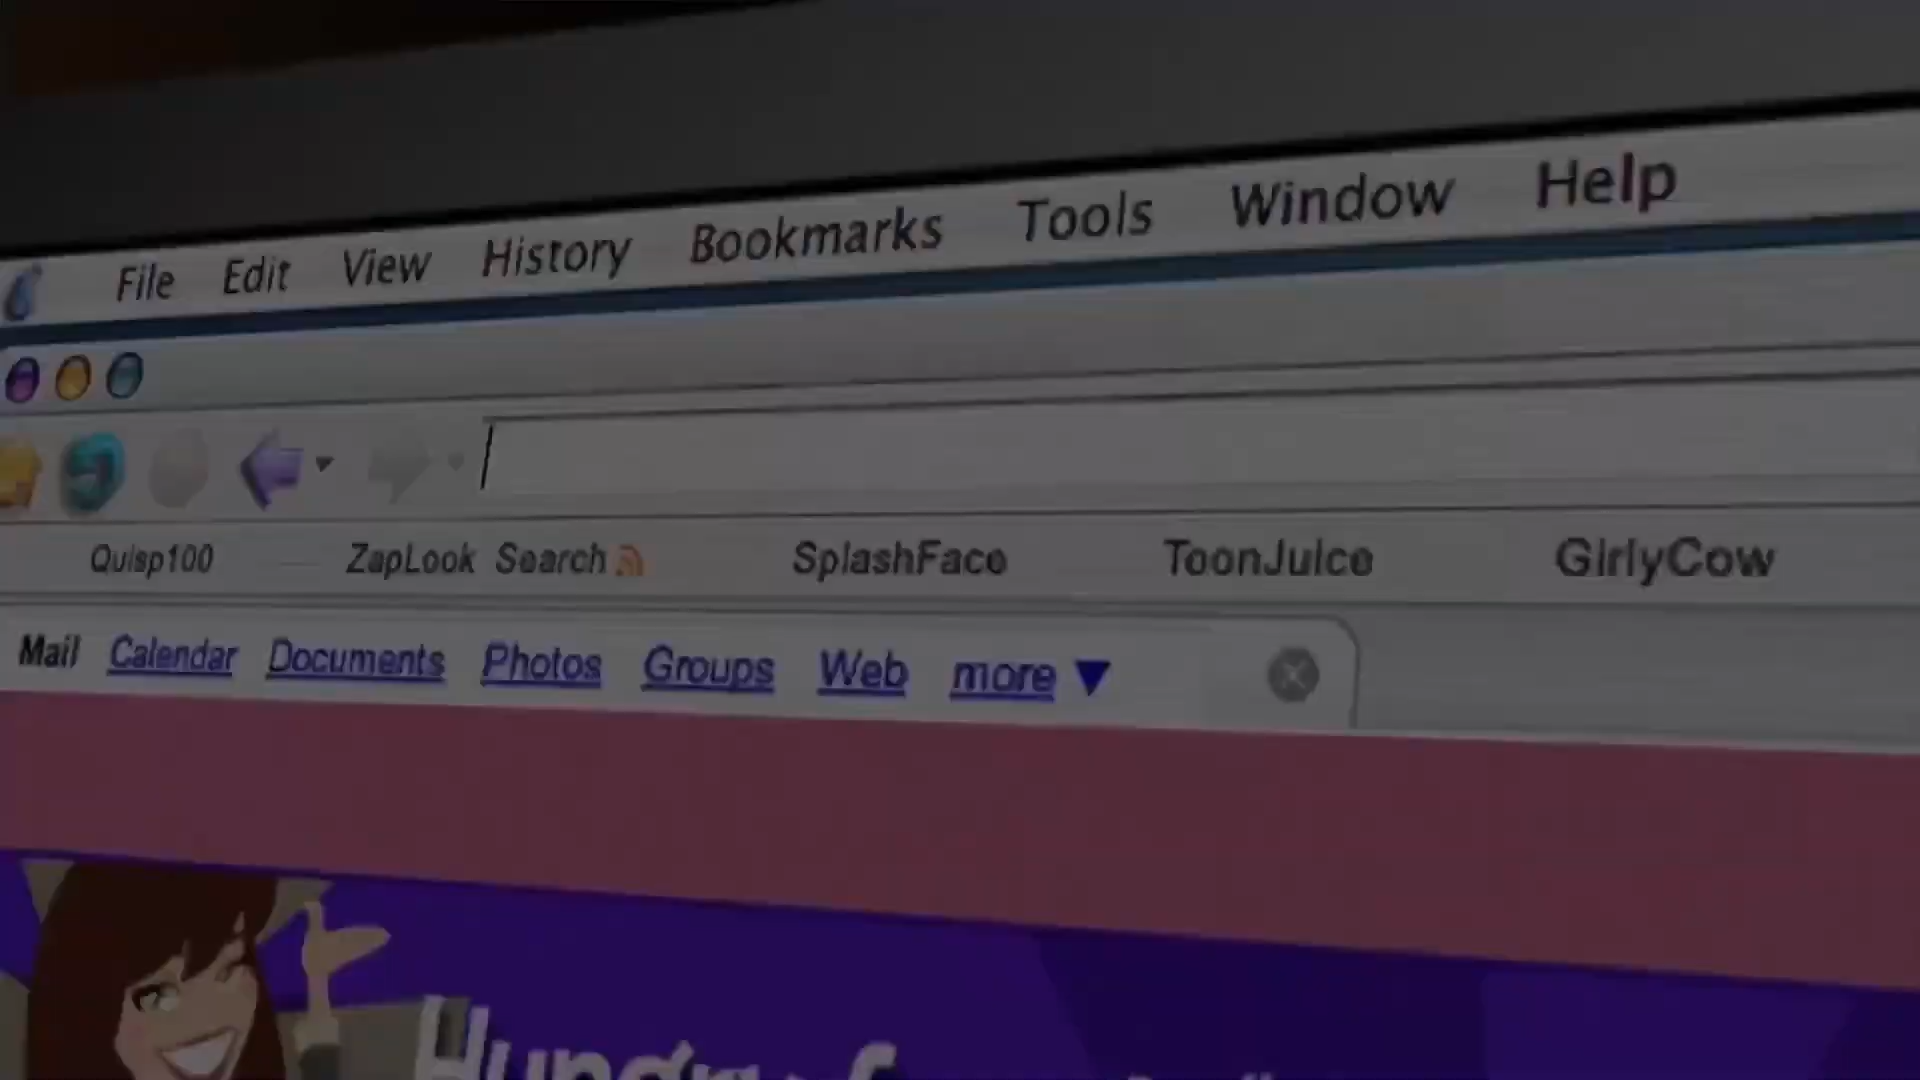 File Edit View History Bookmarks Tools Window Help
Quisp100 ZapLook Search SplashFace ToonJuice GirlyCow
Mail Calendar Documents Photos Groups Web more
Hungry f